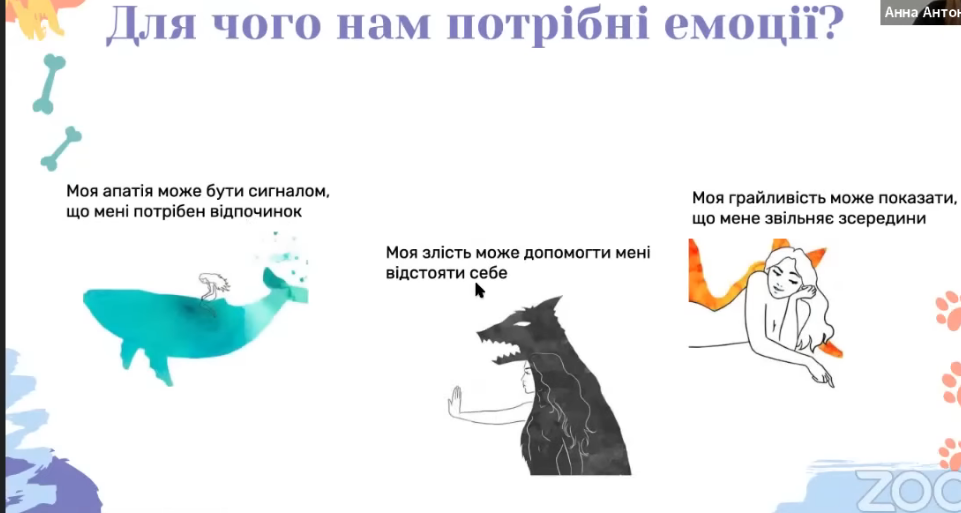 Для чого нам потрібні емоції?
Анна Антон
Моя апатія може бути сигналом,
що мені потрібен відпочинок
Моя злість може допомогти мені
відстояти себе
Моя грайливість може показати,
що мене звільняє зсередини
ZOO